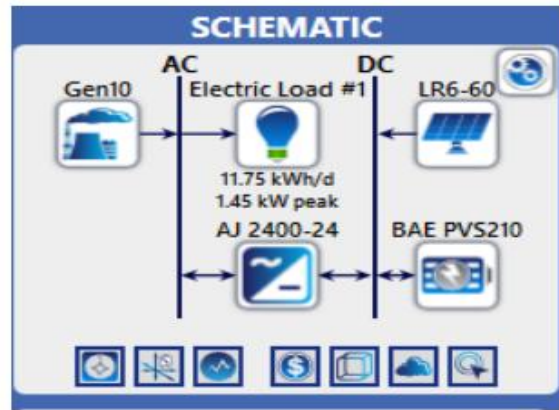 SCHEMATIC
AC DC
Gen10 Electric Load #1 LR6-60
11.75 kWh/d
1.45 kW peak
AJ 2400-24 BAE PVS210